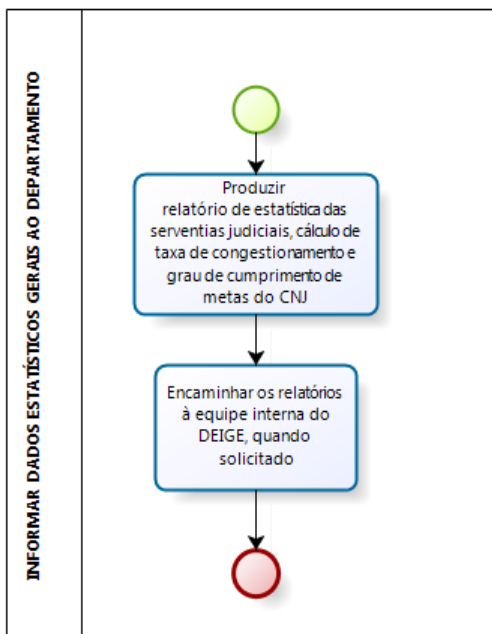 INFORMAR DADOS ESTATÍSTICOS GERAIS AO DEPARTAMENTO
Produzir
relatório de estatística das
serventias judiciais, cálculo de
taxa de congestionamento e
grau de cumprimento de
metas do CNJ
Encaminhar os relatórios
à equipe interna do
DEIGE, quando
solicitado